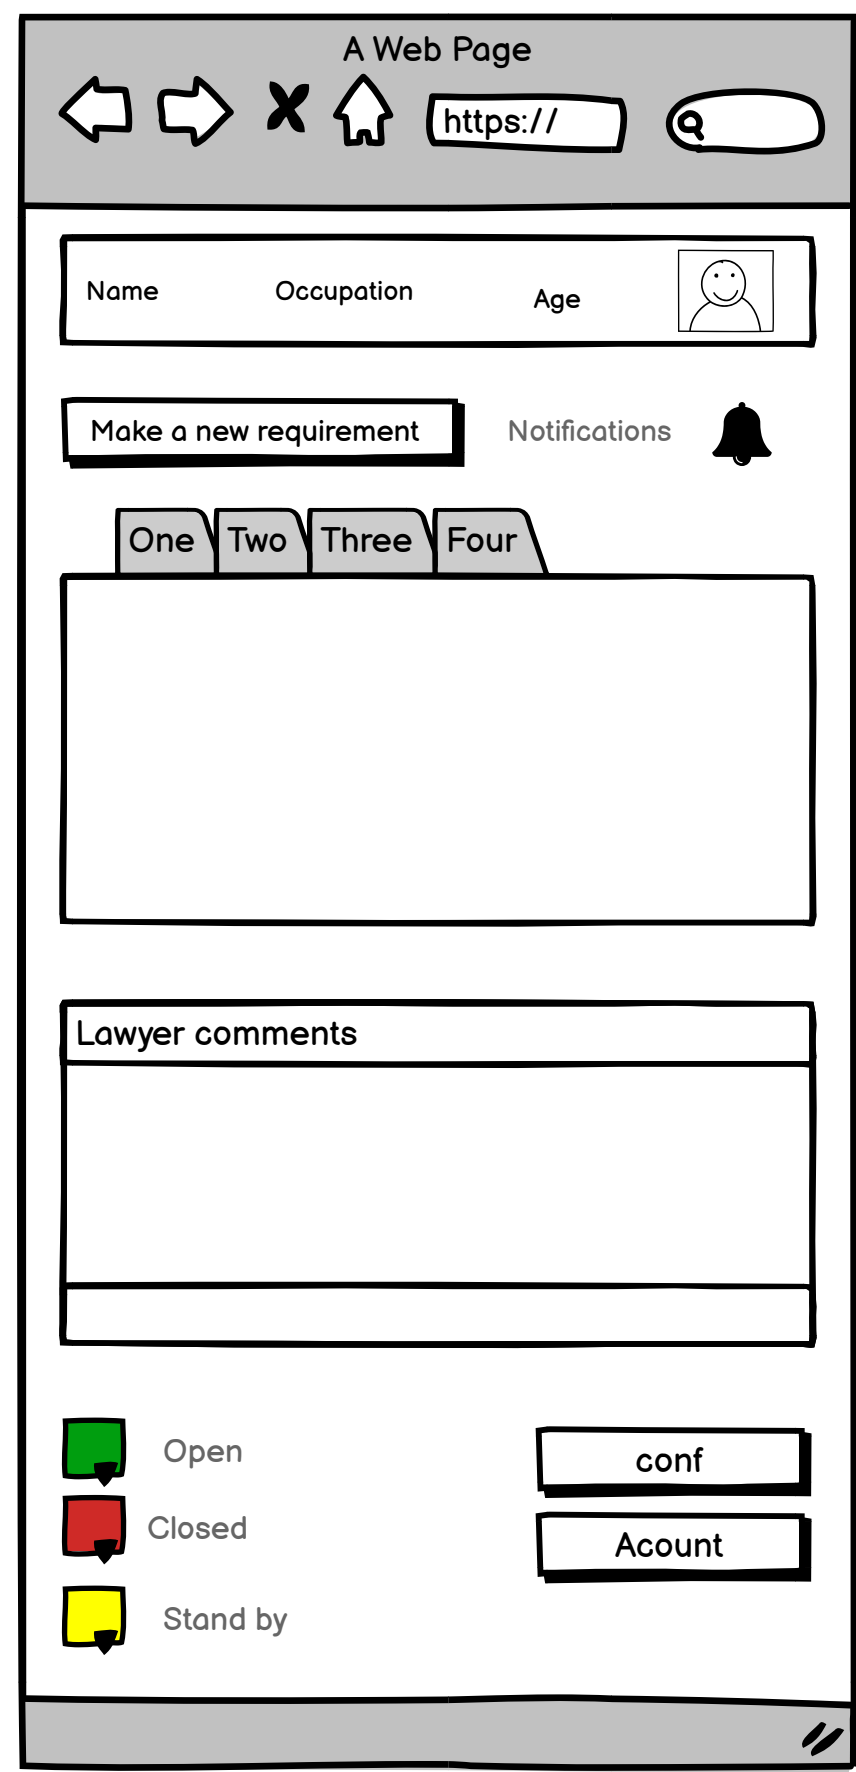 A Web Page
https://
Name Occupation Age
Make a new requirement Notifications
One Two Three Four
Lawyer comments
Open
conf
Closed
Acount
Stand by